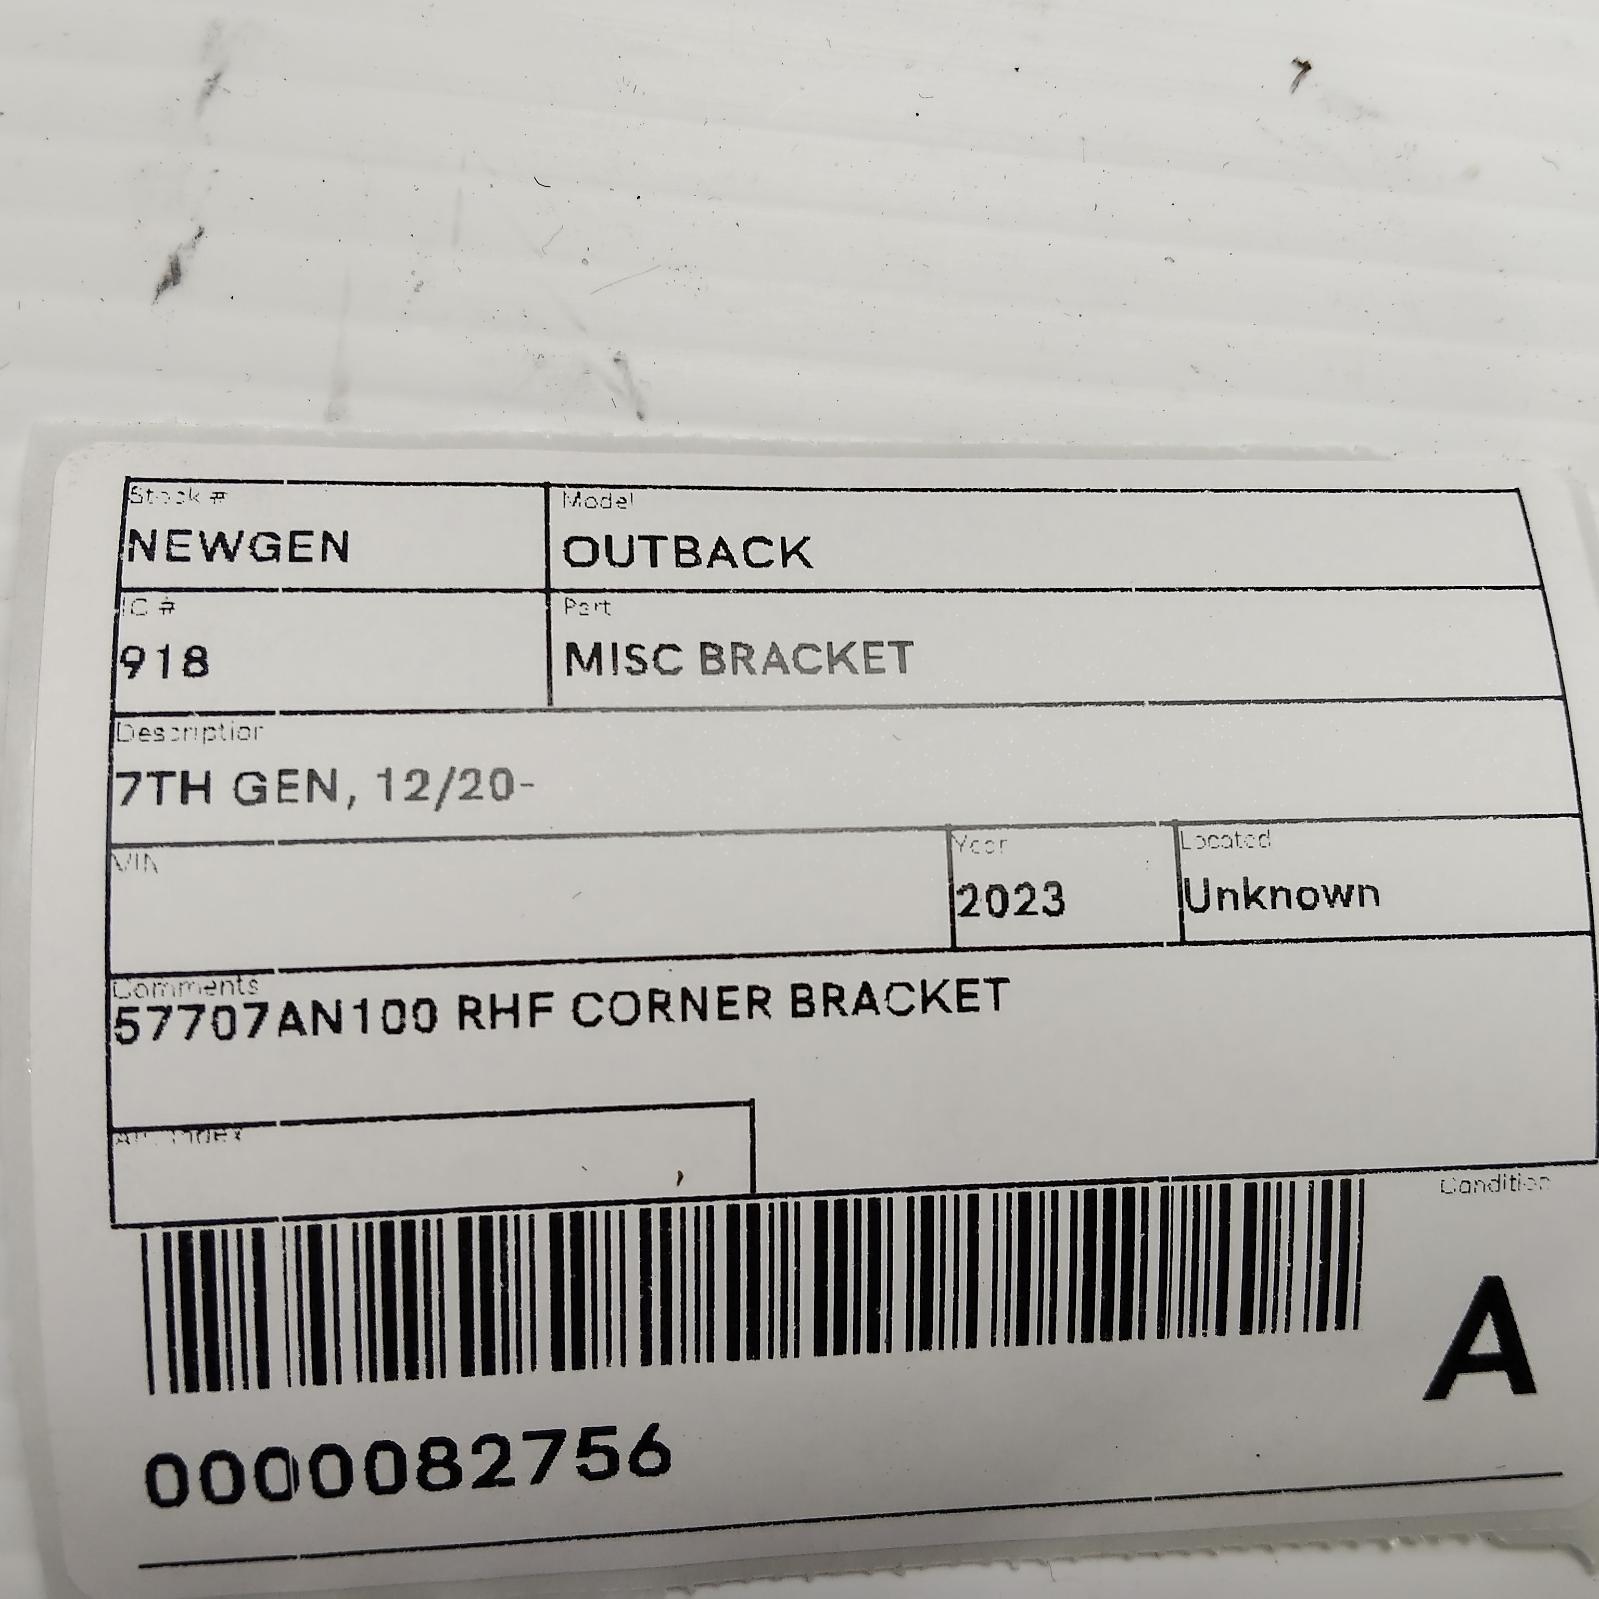 Stock # Model
NEWGEN OUTBACK
IC # Part
918 MISC BRACKET
Description
7TH GEN, 12/20-
VIN Year Located
2023 Unknown
Comments
57707AN100 RHF CORNER BRACKET
Condition
A
0000082756